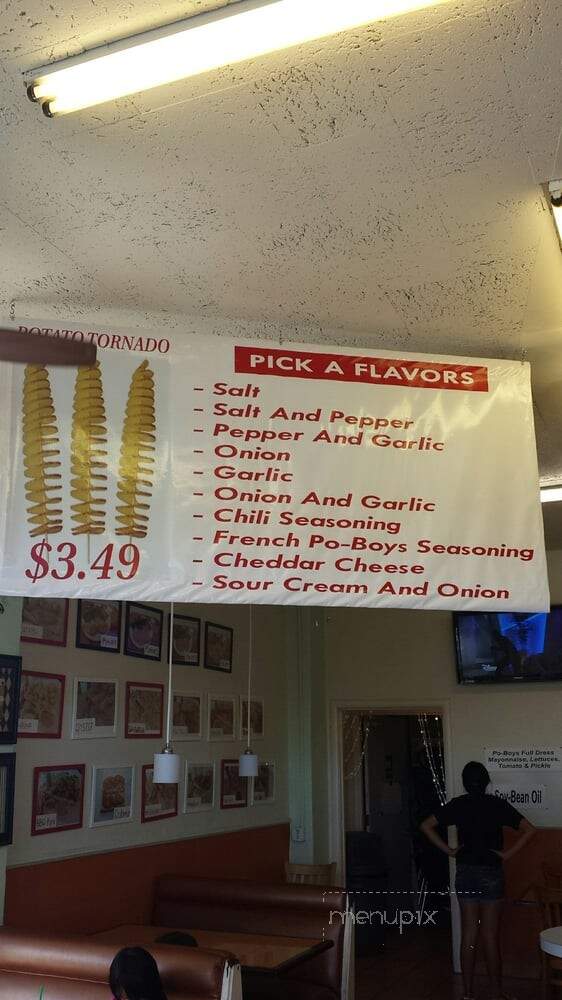 POTATO TORNADO
PICK A FLAVORS
- Salt
- Salt And Pepper
- Pepper And Garlic
- Onion
- Garlic
- Onion And Garlic
- Chili Seasoning
- French Po-Boys Seasoning
- Cheddar Cheese
- Sour Cream And Onion
$3.49
Po-Boys Full Dress
Mayonnaise, Lettuces,
Tomato & Pickle
Soy-Bean Oil
menupix